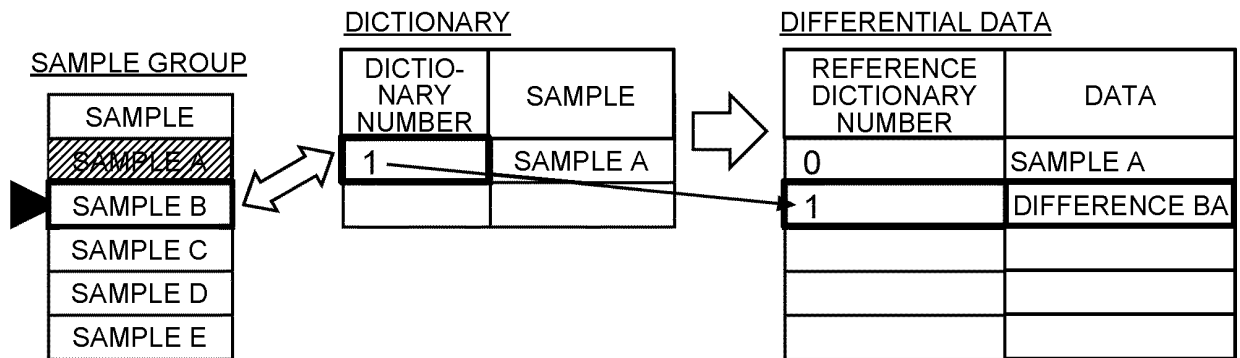 DICTIONARY
DIFFERENTIAL DATA
SAMPLE GROUP
SAMPLE
SAMPLE A
SAMPLE B
SAMPLE C
SAMPLE D
SAMPLE E
DICTIO-
NARY
NUMBER
SAMPLE
1
SAMPLE A
REFERENCE
DICTIONARY
NUMBER
DATA
0
SAMPLE A
1
DIFFERENCE BA